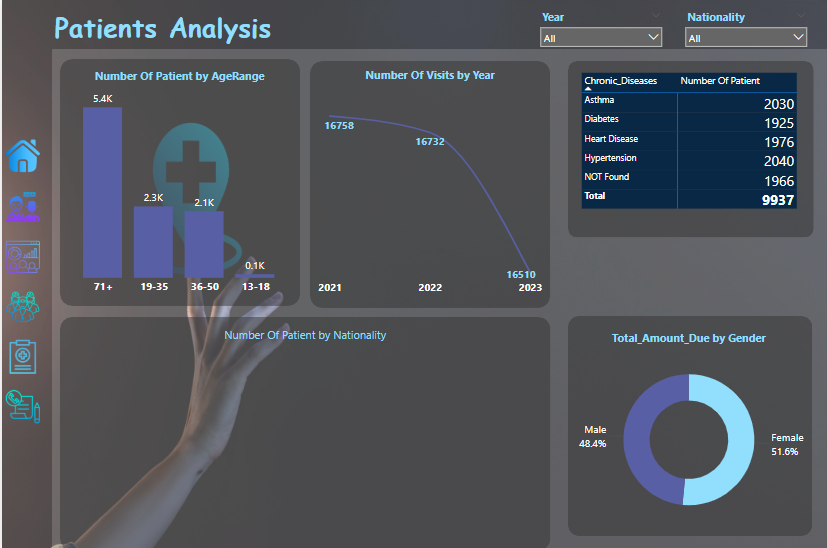 Patients Analysis
Year
All
Nationality
All
Number Of Patient by AgeRange
5.4K
2.3K
2.1K
0.1K
71+
19-35
36-50
13-18
Number Of Visits by Year
16758
16732
16510
2021
2022
2023
Chronic_Diseases Number Of Patient
Asthma 2030
Diabetes 1925
Heart Disease 1976
Hypertension 2040
NOT Found 1966
Total 9937
Number Of Patient by Nationality
Total_Amount_Due by Gender
Male
48.4%
Female
51.6%